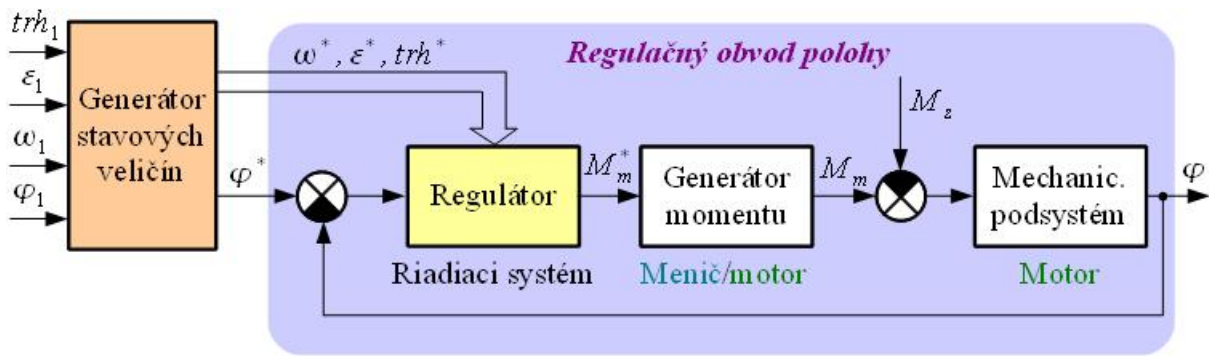 trh₁
ε₁
ω₁
φ₁
Generátor
stavových
veličín
ω*, ε*, trh*
φ*
Regulačný obvod polohy
Regulátor
Riadiaci systém
M*ₘ
Generátor
momentu
Menič/motor
Mₘ
M_z
Mechanic.
podsystém
Motor
φ